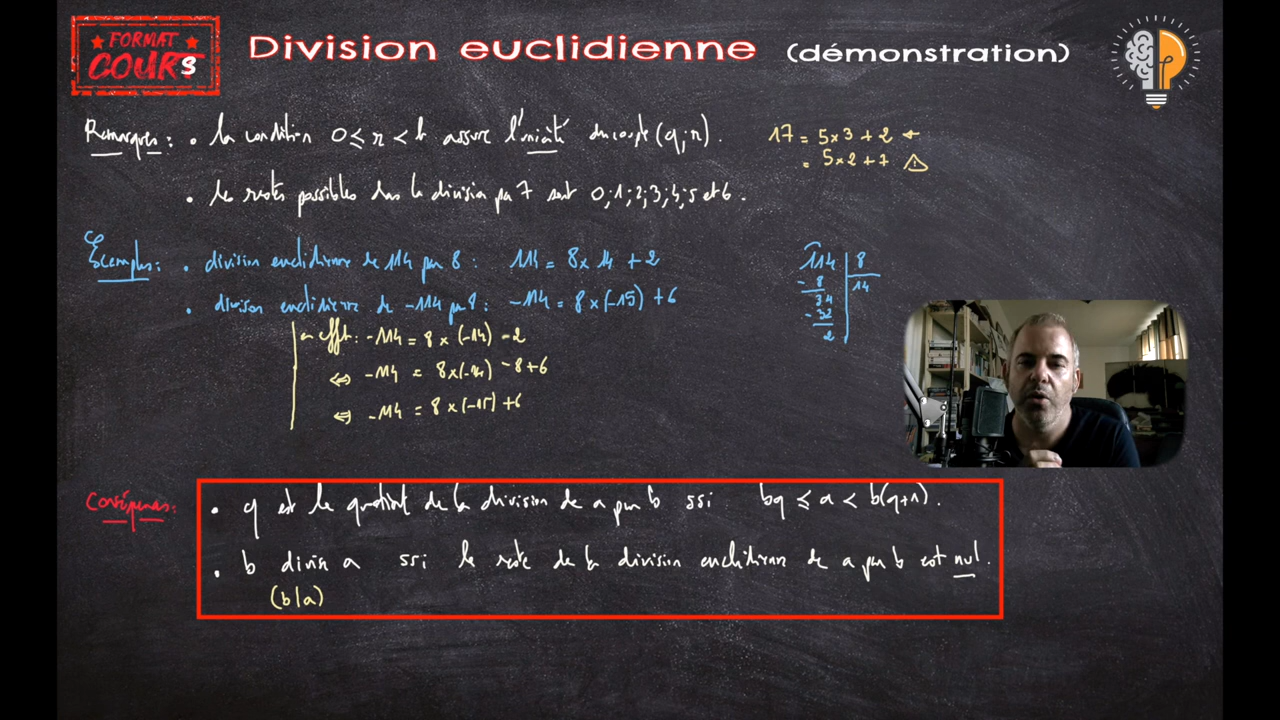 FORMAT
COURS
Division euclidienne (démonstration)
Remarques : • la condition 0 ⩽ r < b assure l'unicité du couple (q ; r).
17 = 5x3 + 2 ←
= 5x2 + 7 ⚠
• les restes possibles dans la division par 7 sont 0 ; 1 ; 2 ; 3 ; 4 ; 5 et 6.
Exemples : • division euclidienne de 114 par 8 : 114 = 8 x 14 + 2
• division euclidienne de -114 par 8 : -114 = 8 x (-15) + 6
en effet : -114 = 8 x (-14) - 2
⇔ -114 = 8 x (-14) - 8 + 6
⇔ -114 = 8 x (-15) + 6
114 | 8
- 8 | 14
34
- 32
2
Conséquences : • q est le quotient de la division de a par b ssi bq ⩽ a < b(q+1).
• b divise a ssi le reste de la division euclidienne de a par b est nul.
(b|a)